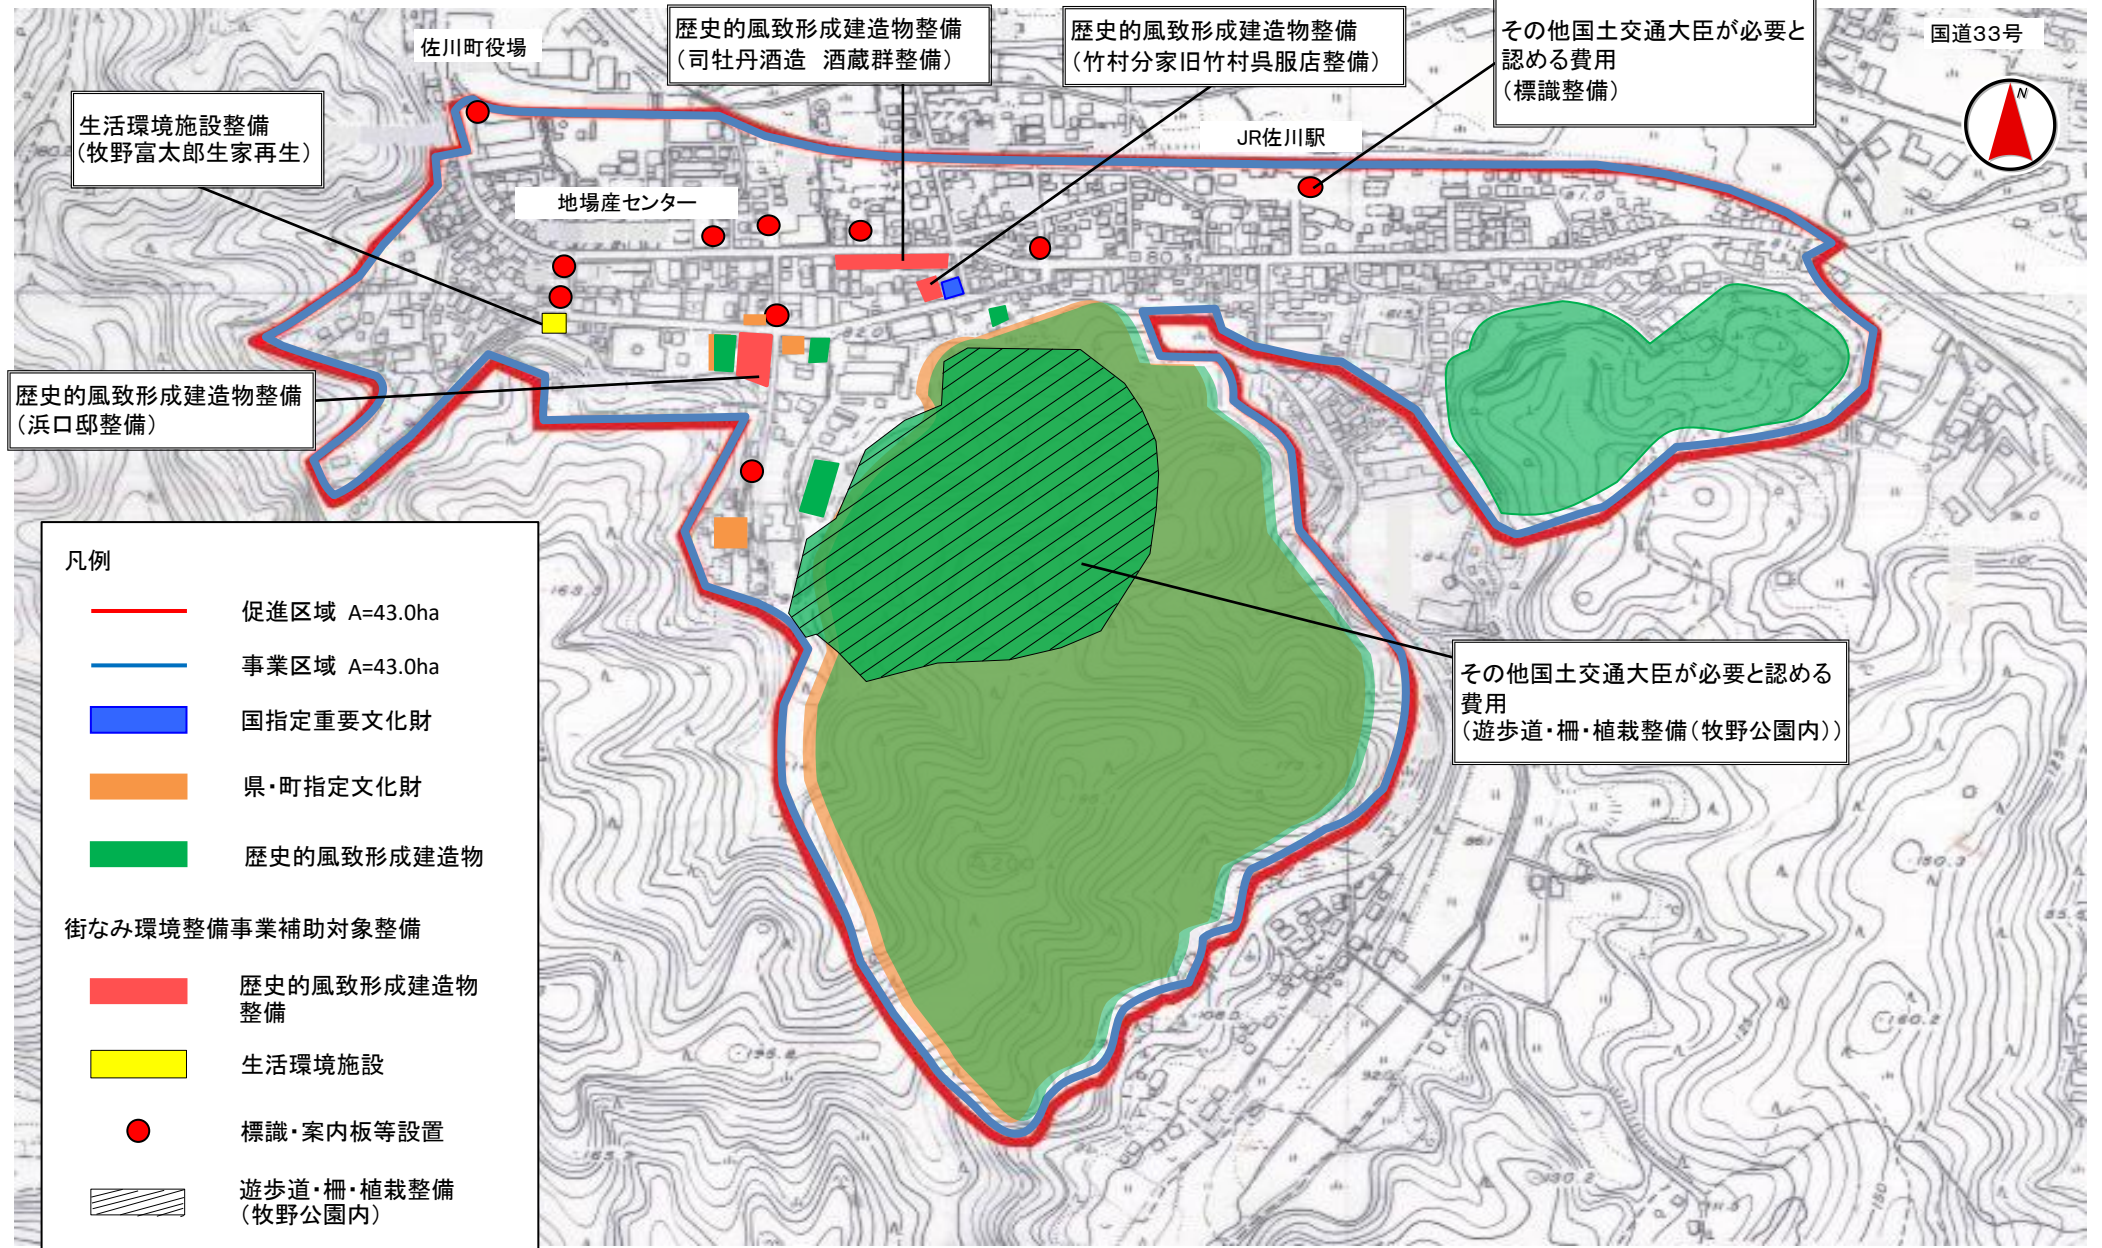 佐川町役場
歴史的風致形成建造物整備
(司牡丹酒造 酒蔵群整備)
歴史的風致形成建造物整備
(竹村分家旧竹村呉服店整備)
その他国土交通大臣が必要と
認める費用
(標識整備)
国道33号
N
生活環境施設整備
(牧野富太郎生家再生)
JR佐川駅
地場産センター
歴史的風致形成建造物整備
(浜口邸整備)
その他国土交通大臣が必要と認める
費用
(遊歩道・柵・植栽整備(牧野公園内))
凡例
促進区域 A=43.0ha
事業区域 A=43.0ha
国指定重要文化財
県・町指定文化財
歴史的風致形成建造物
街なみ環境整備事業補助対象整備
歴史的風致形成建造物
整備
生活環境施設
標識・案内板等設置
遊歩道・柵・植栽整備
(牧野公園内)